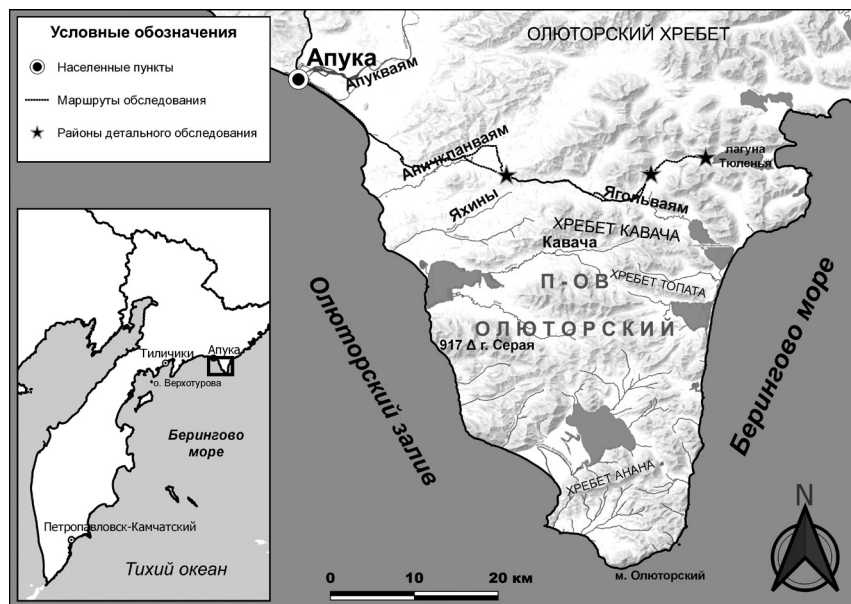 Условные обозначения
Населенные пункты
Маршруты обследования
Районы детального обследования
ОЛЮТОРСКИЙ ХРЕБЕТ
Апука
Апукваям
Аничкланваям
лагуна
Тюленья
Яхины
Ягольваям
ХРЕБЕТ КАВАЧА
Кавача
ХРЕБЕТ ТОПАТА
П-ОВ
ОЛЮТОРСКИЙ
917 Δ г. Серая
Олюторский залив
Берингово море
ХРЕБЕТ АНАНА
м. Олюторский
N
0 10 20 км
Тиличики
Апука
о. Верхотурова
Берингово
море
Петропавловск-Камчатский
Тихий океан